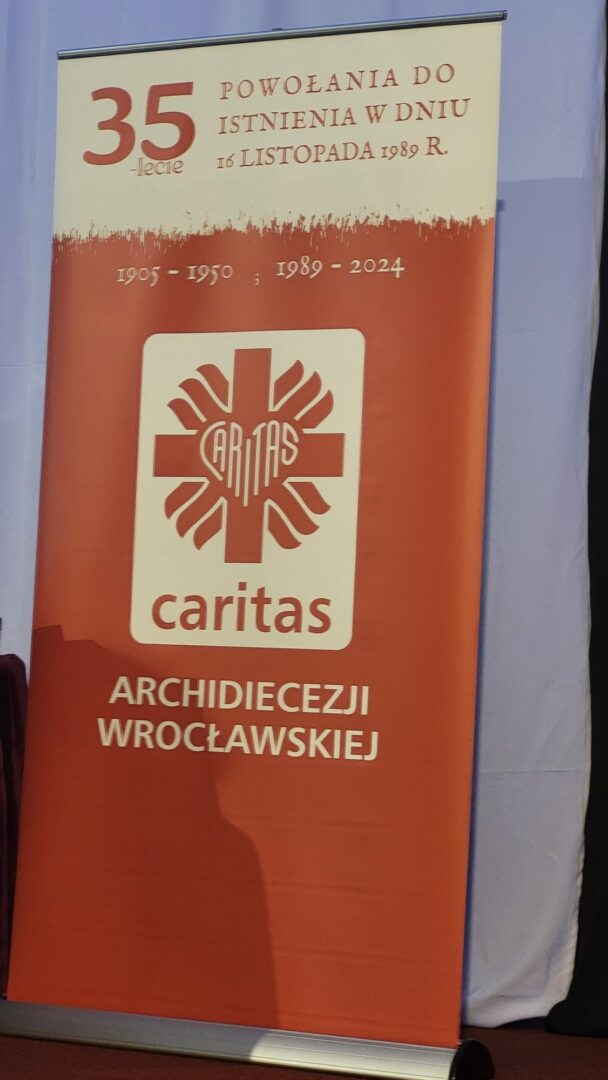 35
-lecie
POWOŁANIA DO
ISTNIENIA W DNIU
16 LISTOPADA 1989 R.
1905 - 1950 ; 1989 - 2024
CARITAS
caritas
ARCHIDIECEZJI
WROCŁAWSKIEJ